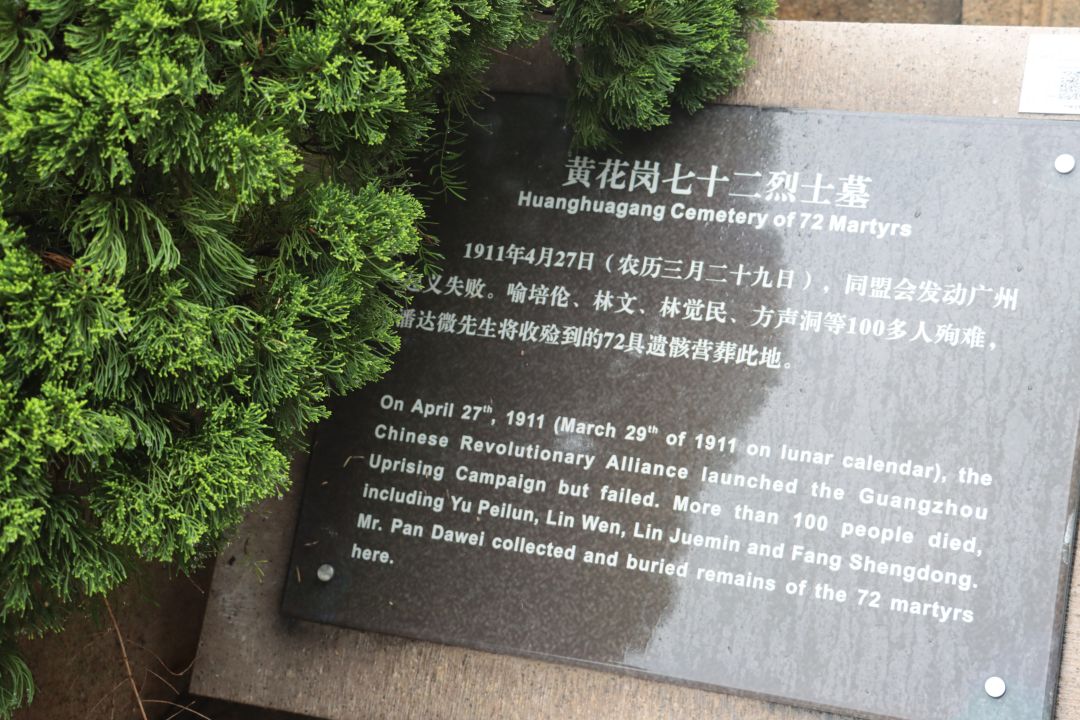 黄花岗七十二烈士墓
Huanghuagang Cemetery of 72 Martyrs
1911年4月27日（农历三月二十九日），同盟会发动广州
义失败。喻培伦、林文、林觉民、方声洞等100多人殉难，
潘达微先生将收殓到的72具遗骸营葬此地。
On April 27th, 1911 (March 29th of 1911 on lunar calendar), the
Chinese Revolutionary Alliance launched the Guangzhou
Uprising Campaign but failed. More than 100 people died,
including Yu Peilun, Lin Wen, Lin Juemin and Fang Shengdong.
Mr. Pan Dawei collected and buried remains of the 72 martyrs
here.